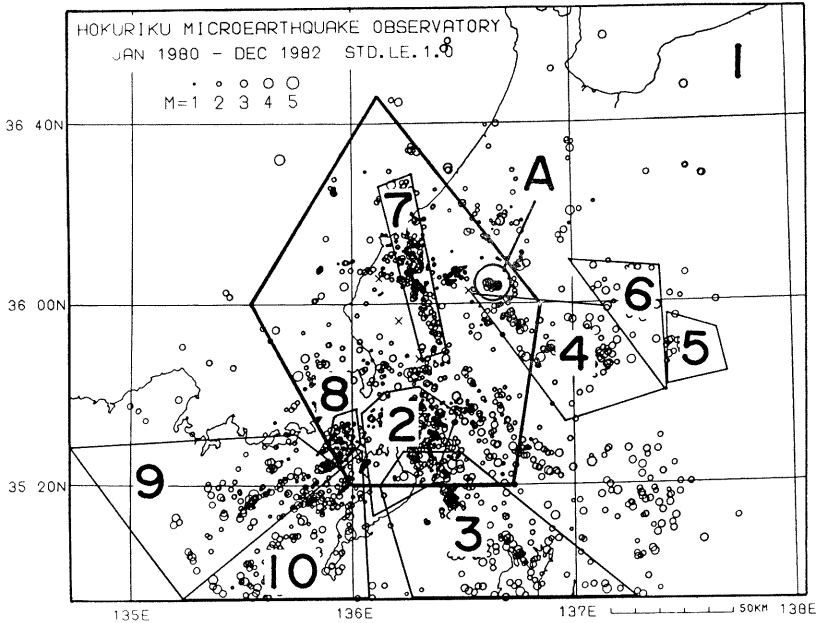 HOKURIKU MICROEARTHQUAKE OBSERVATORY
JAN 1980 - DEC 1982 STD.LE.1.0
M=1 2 3 4 5
1
36 40N
A
7
6
36 00N
5
4
8
2
9
35 20N
3
10
135E
136E
137E
50KM
138E